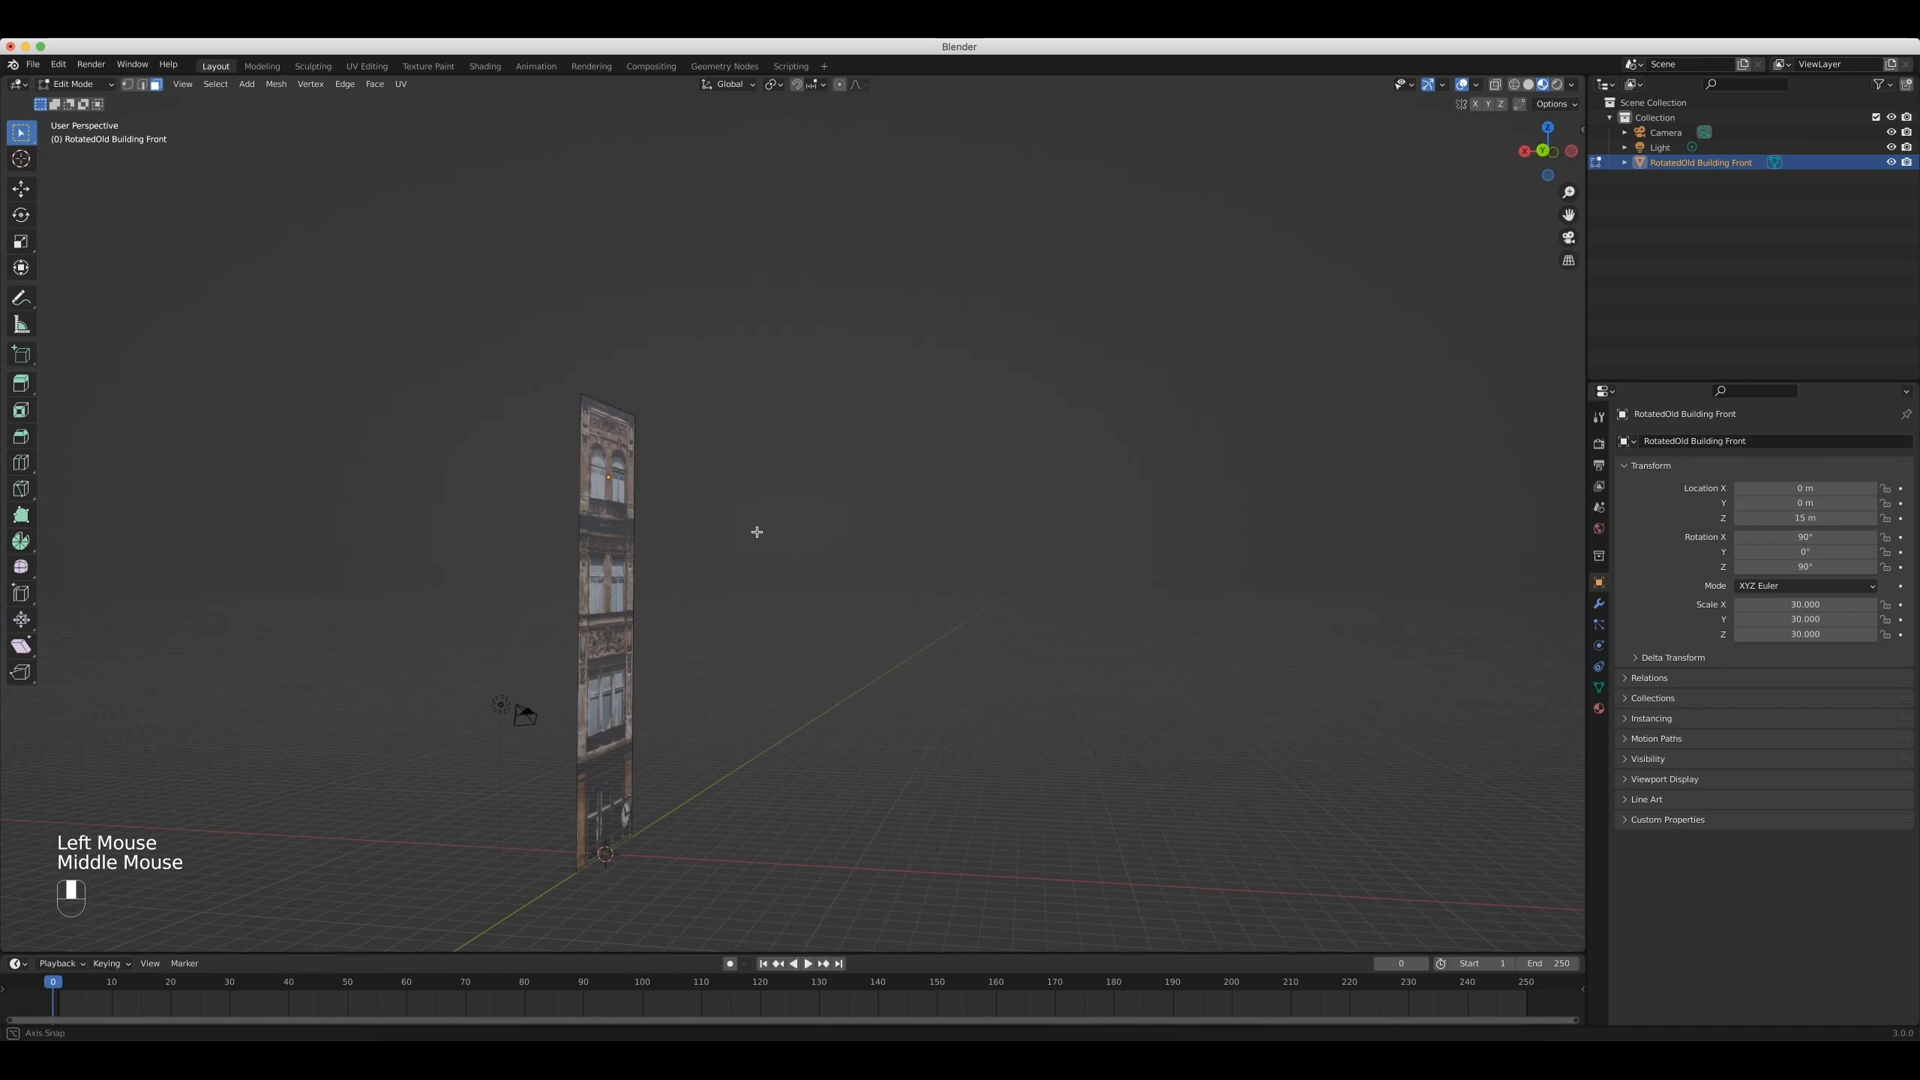 Blender
File Edit Render Window Help Layout Modeling Sculpting UV Editing Texture Paint Shading Animation Rendering Compositing Geometry Nodes Scripting + Scene ViewLayer
Edit Mode View Select Add Mesh Vertex Edge Face UV Global
X Y Z Options
User Perspective
(0) RotatedOld Building Front
Z
X Y
Scene Collection
Collection
Camera
Light
RotatedOld Building Front
RotatedOld Building Front
RotatedOld Building Front
Transform
Location X 0 m
Y 0 m
Z 15 m
Rotation X 90°
Y 0°
Z 90°
Mode XYZ Euler
Scale X 30.000
Y 30.000
Z 30.000
Delta Transform
Relations
Collections
Instancing
Motion Paths
Visibility
Viewport Display
Line Art
Custom Properties
Left Mouse
Middle Mouse
Playback Keying View Marker 0 Start 1 End 250
0 10 20 30 40 50 60 70 80 90 100 110 120 130 140 150 160 170 180 190 200 210 220 230 240 250
Axis Snap 3.0.0